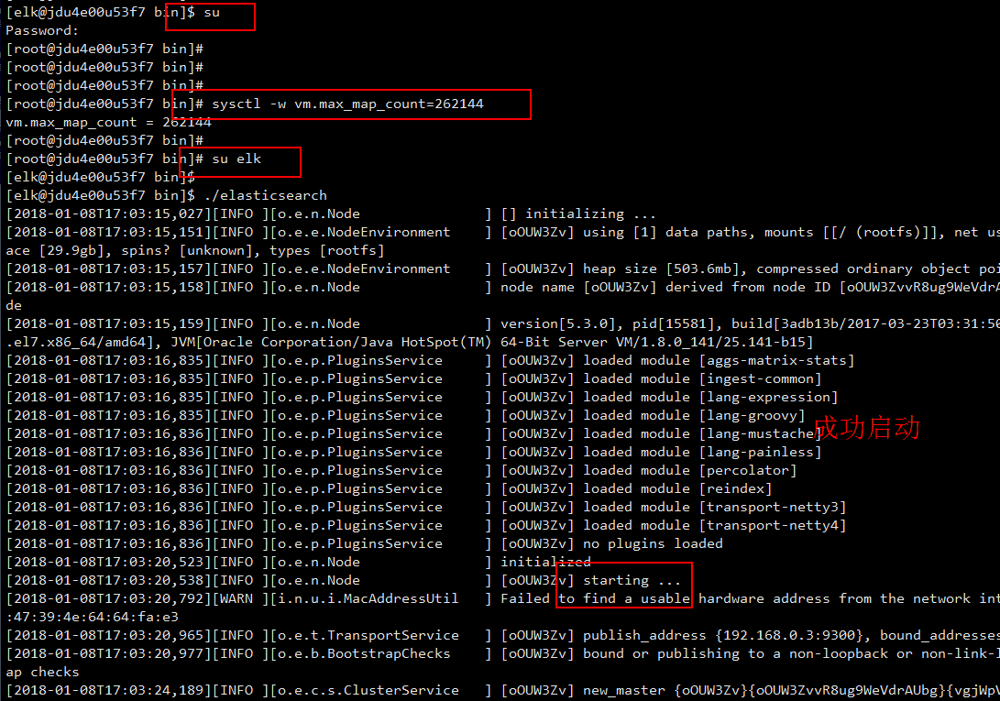 [elk@jdu4e00u53f7 bin]$ su
Password:
[root@jdu4e00u53f7 bin]#
[root@jdu4e00u53f7 bin]#
[root@jdu4e00u53f7 bin]#
[root@jdu4e00u53f7 bin]# sysctl -w vm.max_map_count=262144
vm.max_map_count = 262144
[root@jdu4e00u53f7 bin]#
[root@jdu4e00u53f7 bin]# su elk
[elk@jdu4e00u53f7 bin]$
[elk@jdu4e00u53f7 bin]$ ./elasticsearch
[2018-01-08T17:03:15,027][INFO ][o.e.n.Node               ] [] initializing ...
[2018-01-08T17:03:15,151][INFO ][o.e.e.NodeEnvironment    ] [oOUW3Zv] using [1] data paths, mounts [[/ (rootfs)]], net us
ace [29.9gb], spins? [unknown], types [rootfs]
[2018-01-08T17:03:15,157][INFO ][o.e.e.NodeEnvironment    ] [oOUW3Zv] heap size [503.6mb], compressed ordinary object poi
[2018-01-08T17:03:15,158][INFO ][o.e.n.Node               ] node name [oOUW3Zv] derived from node ID [oOUW3ZvvR8ug9WeVdrA
de
[2018-01-08T17:03:15,159][INFO ][o.e.n.Node               ] version[5.3.0], pid[15581], build[3adb13b/2017-03-23T03:31:50
.el7.x86_64/amd64], JVM[Oracle Corporation/Java HotSpot(TM) 64-Bit Server VM/1.8.0_141/25.141-b15]
[2018-01-08T17:03:16,835][INFO ][o.e.p.PluginsService     ] [oOUW3Zv] loaded module [aggs-matrix-stats]
[2018-01-08T17:03:16,835][INFO ][o.e.p.PluginsService     ] [oOUW3Zv] loaded module [ingest-common]
[2018-01-08T17:03:16,835][INFO ][o.e.p.PluginsService     ] [oOUW3Zv] loaded module [lang-expression]
[2018-01-08T17:03:16,835][INFO ][o.e.p.PluginsService     ] [oOUW3Zv] loaded module [lang-groovy]
[2018-01-08T17:03:16,836][INFO ][o.e.p.PluginsService     ] [oOUW3Zv] loaded module [lang-mustache]
成功启动
[2018-01-08T17:03:16,836][INFO ][o.e.p.PluginsService     ] [oOUW3Zv] loaded module [lang-painless]
[2018-01-08T17:03:16,836][INFO ][o.e.p.PluginsService     ] [oOUW3Zv] loaded module [percolator]
[2018-01-08T17:03:16,836][INFO ][o.e.p.PluginsService     ] [oOUW3Zv] loaded module [reindex]
[2018-01-08T17:03:16,836][INFO ][o.e.p.PluginsService     ] [oOUW3Zv] loaded module [transport-netty3]
[2018-01-08T17:03:16,836][INFO ][o.e.p.PluginsService     ] [oOUW3Zv] loaded module [transport-netty4]
[2018-01-08T17:03:16,836][INFO ][o.e.p.PluginsService     ] [oOUW3Zv] no plugins loaded
[2018-01-08T17:03:20,523][INFO ][o.e.n.Node               ] initialized
[2018-01-08T17:03:20,538][INFO ][o.e.n.Node               ] [oOUW3Zv] starting ...
[2018-01-08T17:03:20,792][WARN ][i.n.u.i.MacAddressUtil   ] Failed to find a usable hardware address from the network int
:47:39:4e:64:64:fa:e3
[2018-01-08T17:03:20,965][INFO ][o.e.t.TransportService   ] [oOUW3Zv] publish_address {192.168.0.3:9300}, bound_addresses
[2018-01-08T17:03:20,977][INFO ][o.e.b.BootstrapChecks    ] [oOUW3Zv] bound or publishing to a non-loopback or non-link-l
ap checks
[2018-01-08T17:03:24,189][INFO ][o.e.c.s.ClusterService   ] [oOUW3Zv] new_master {oOUW3Zv}{oOUW3ZvvR8ug9WeVdrAUbg}{vgjWpV